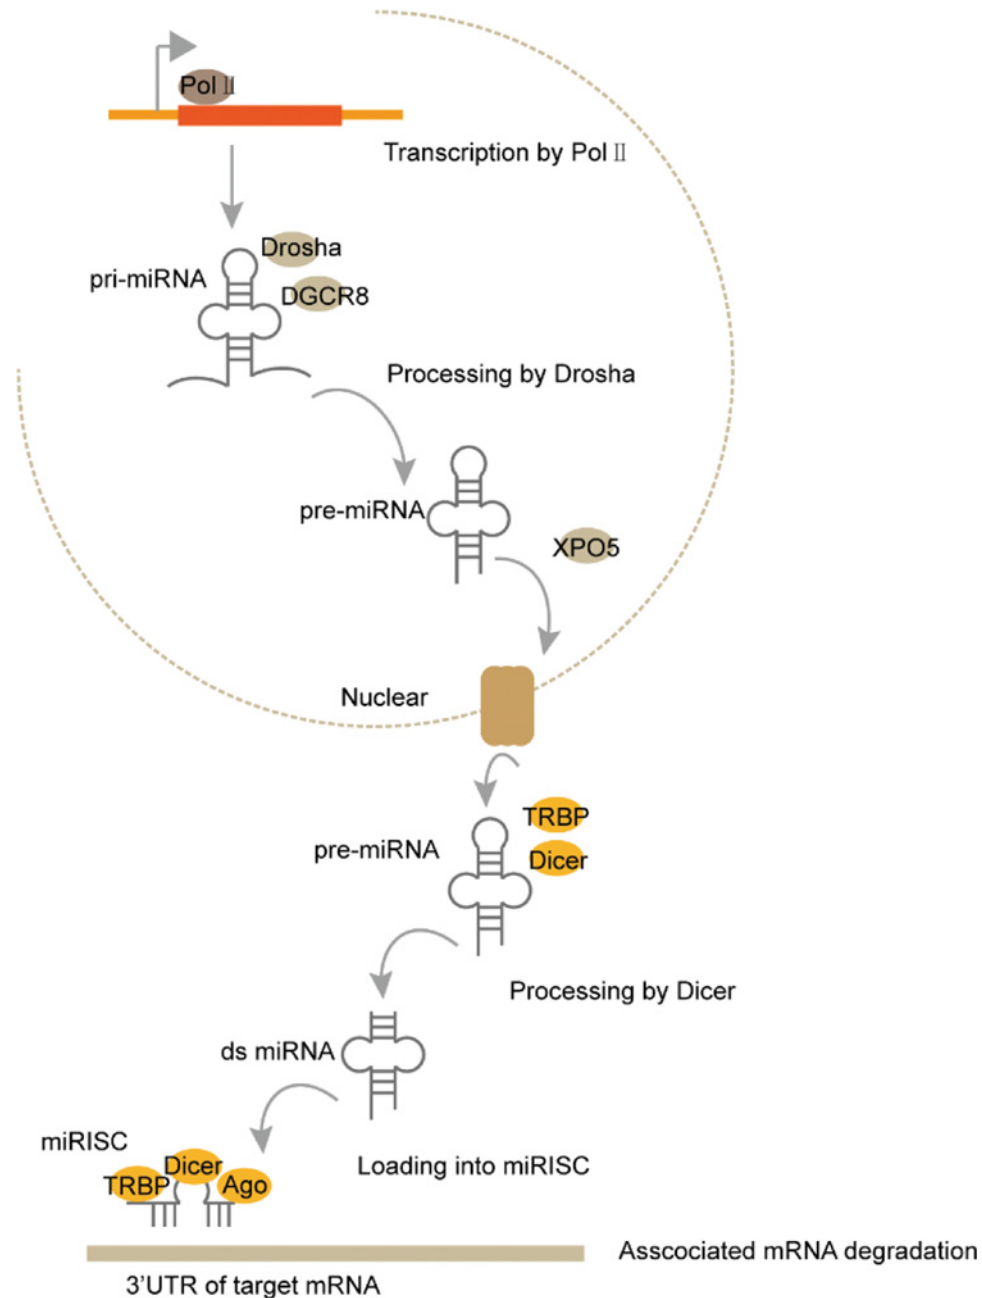 Pol Ⅱ
Transcription by Pol Ⅱ
Drosha
pri-miRNA
DGCR8
Processing by Drosha
pre-miRNA
XPO5
Nuclear
TRBP
pre-miRNA
Dicer
Processing by Dicer
ds miRNA
miRISC
Dicer
Loading into miRISC
TRBP
Ago
Asscociated mRNA degradation
3'UTR of target mRNA